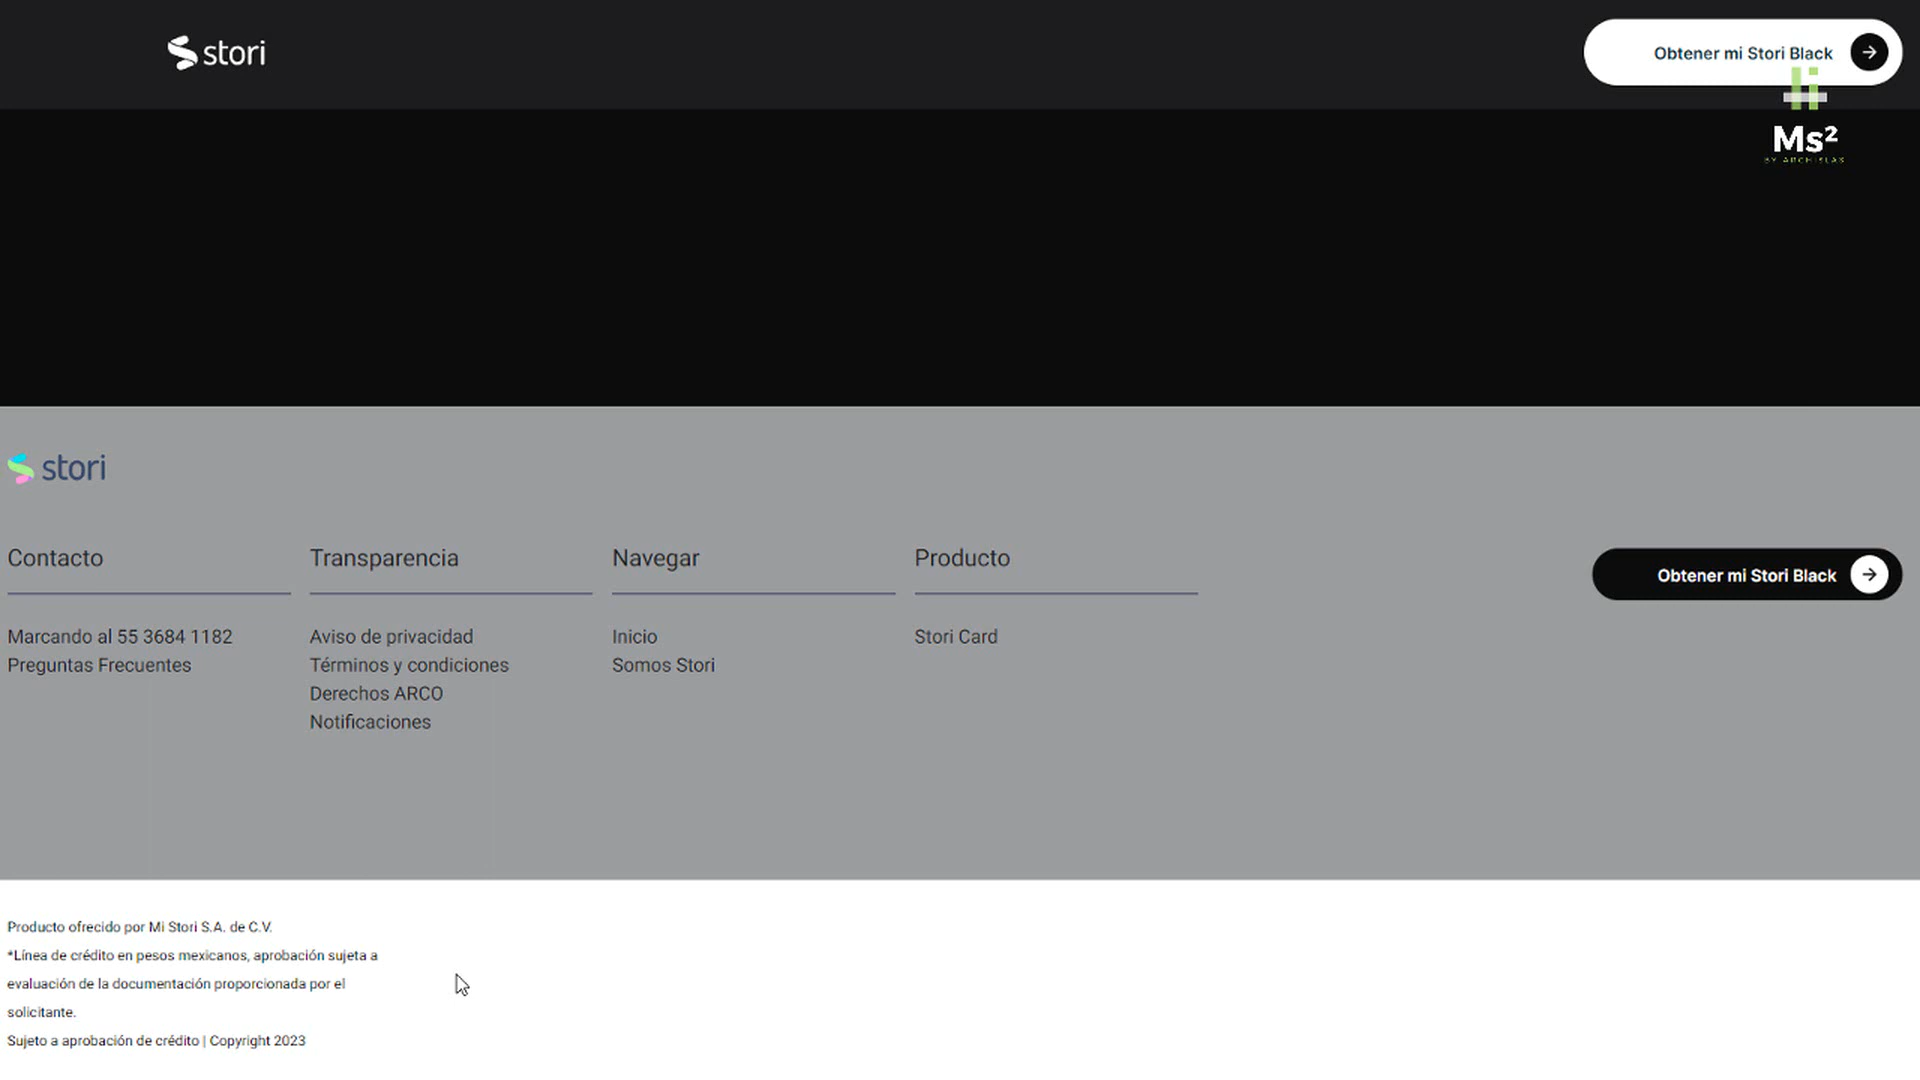 stori
Obtener mi Stori Black
Ms²
BY ARCHISLAS
stori
Contacto
Marcando al 55 3684 1182
Preguntas Frecuentes
Transparencia
Aviso de privacidad
Términos y condiciones
Derechos ARCO
Notificaciones
Navegar
Inicio
Somos Stori
Producto
Stori Card
Obtener mi Stori Black
Producto ofrecido por Mi Stori S.A. de C.V.
*Línea de crédito en pesos mexicanos, aprobación sujeta a
evaluación de la documentación proporcionada por el
solicitante.
Sujeto a aprobación de crédito | Copyright 2023